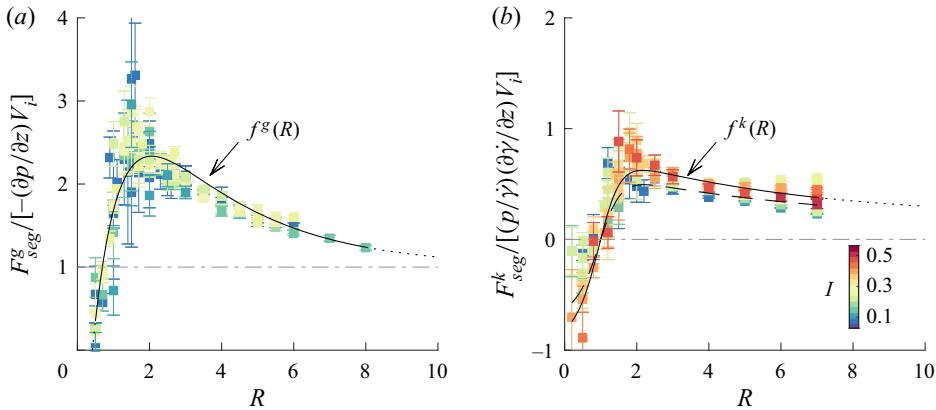 (a)
4
3
2
1
0
2
4
6
8
10
F^g_seg/[-(∂p/∂z)V_i]
R
f^g(R)
(b)
2
1
0
-1
0
2
4
6
8
10
F^k_seg/[(p/γ̇)(∂γ̇/∂z)V_i]
R
f^k(R)
I
0.5
0.3
0.1